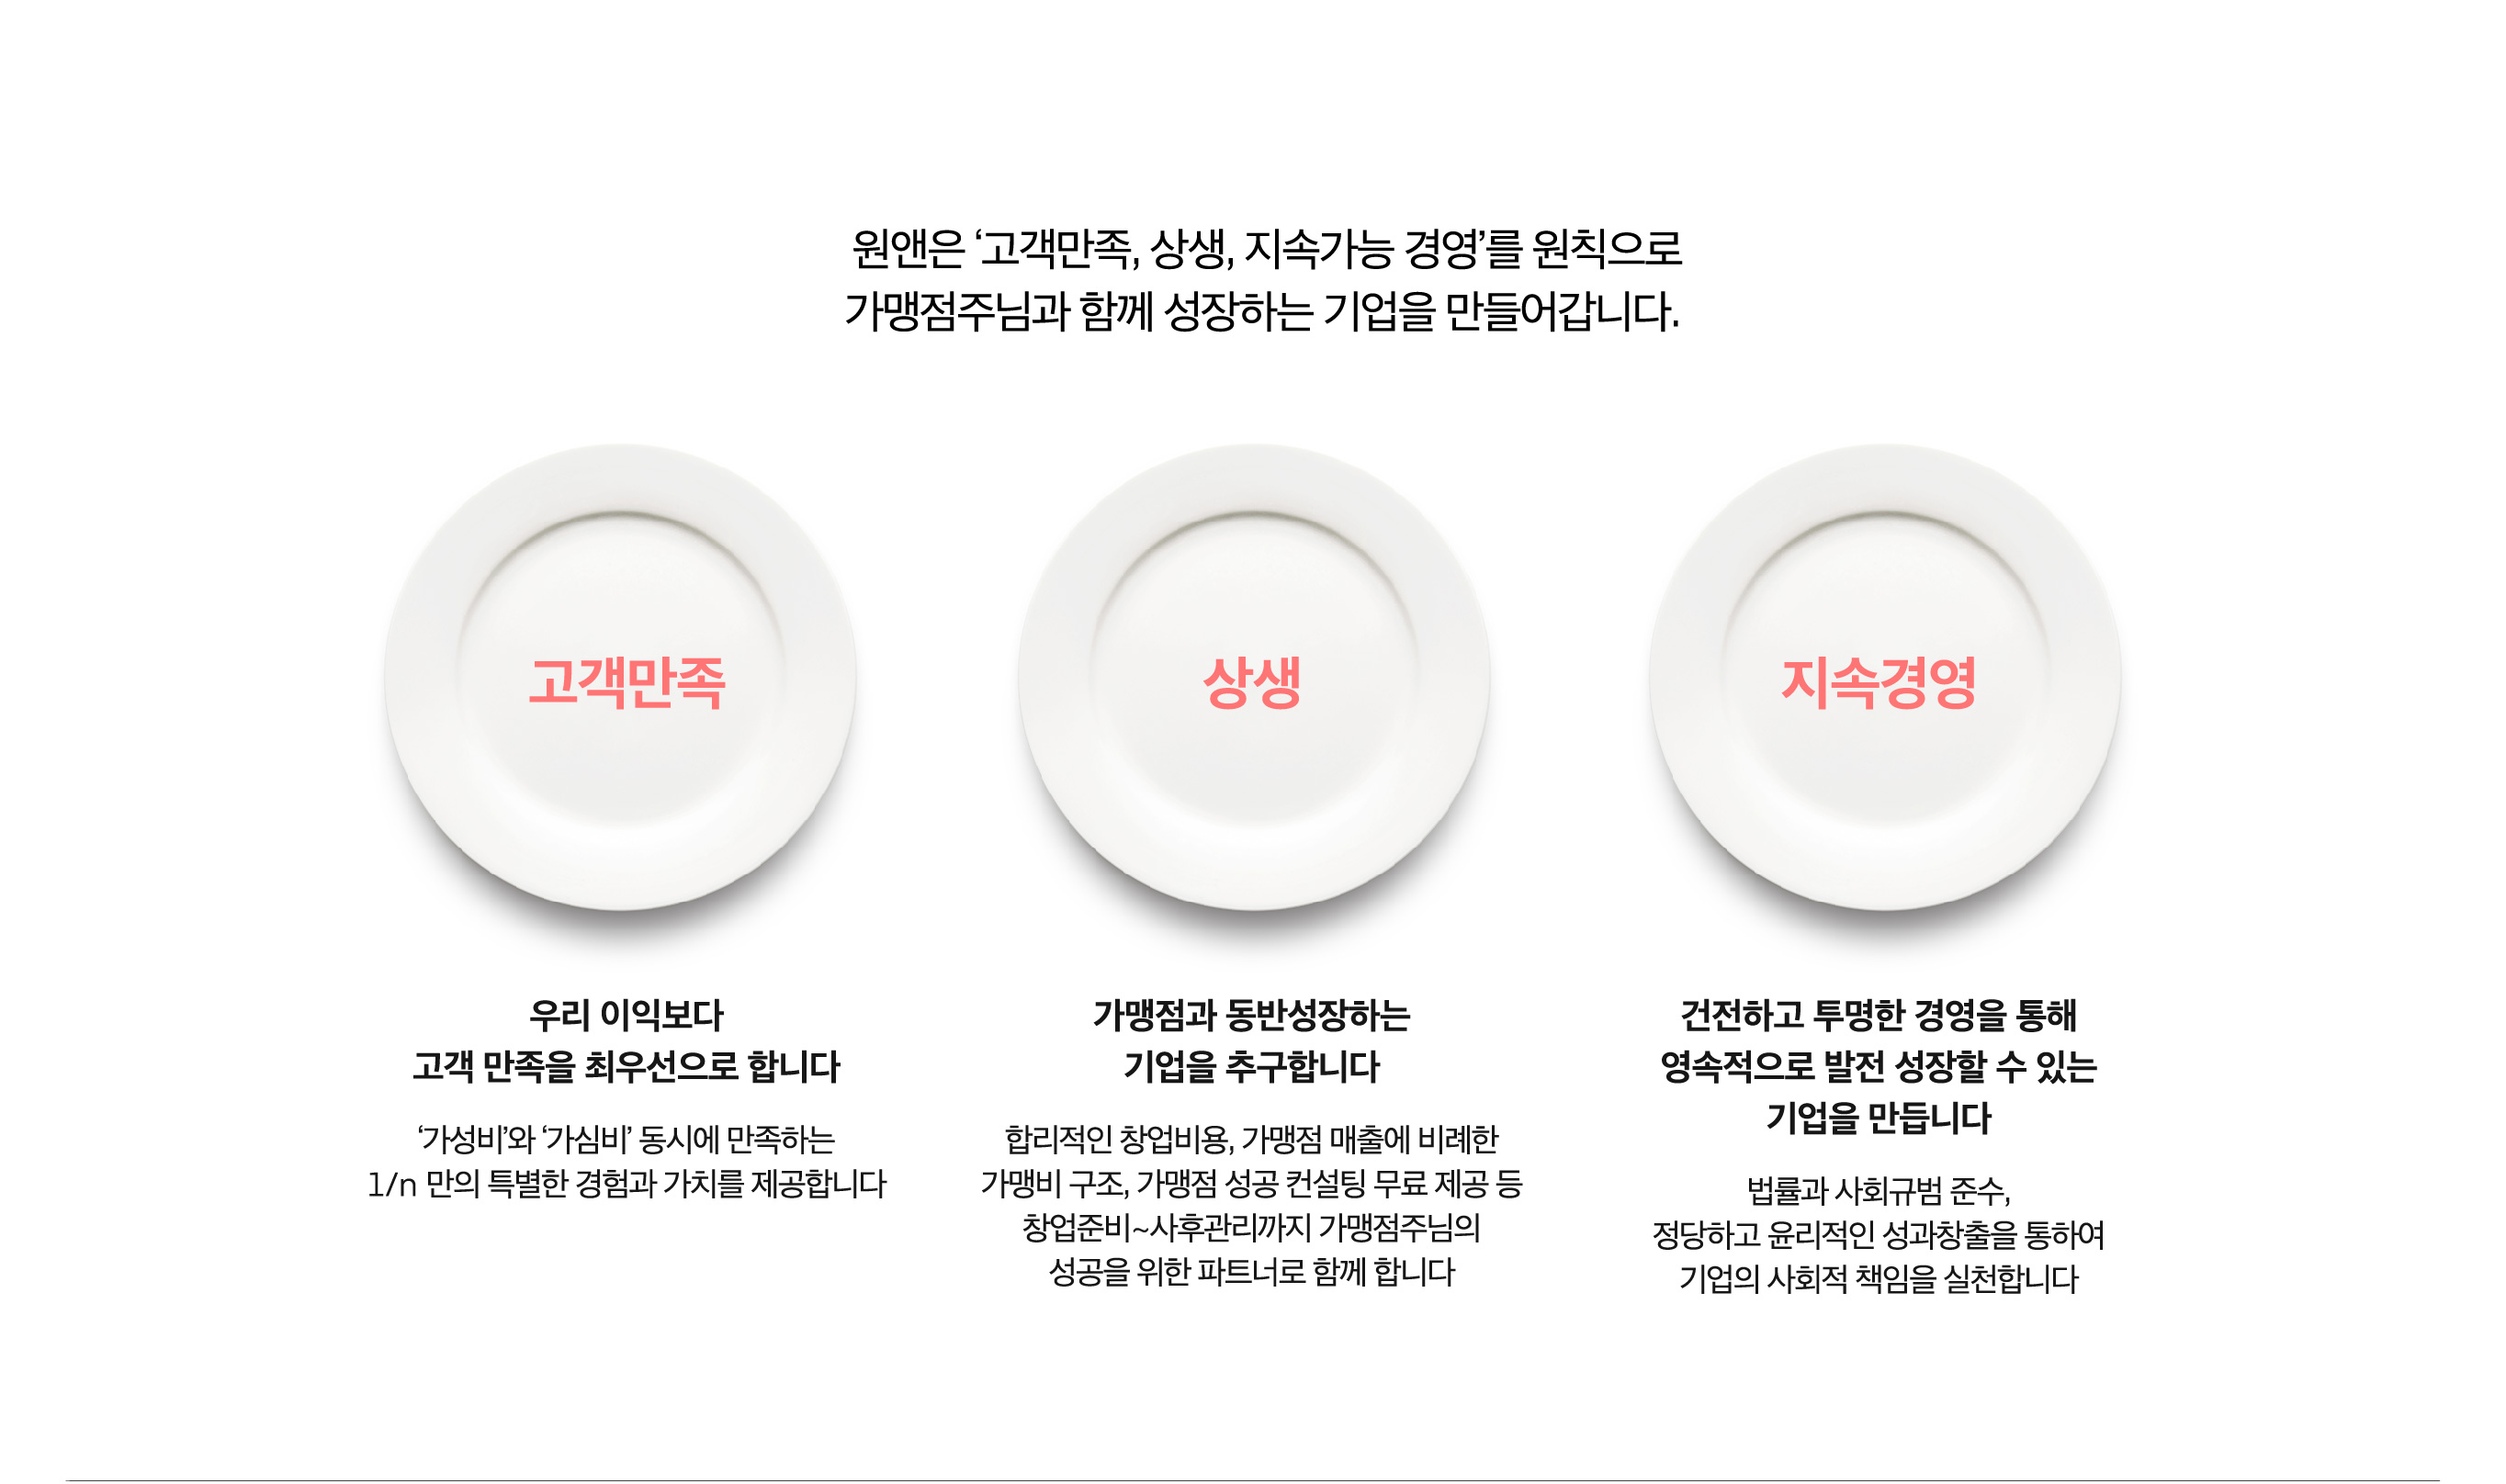 원앤은 ‘고객만족, 상생, 지속가능 경영’를 원칙으로
가맹점주님과 함께 성장하는 기업을 만들어갑니다.
고객만족
우리 이익보다
고객 만족을 최우선으로 합니다
‘가성비’와 ‘가심비’ 동시에 만족하는
1/n 만의 특별한 경험과 가치를 제공합니다
상생
가맹점과 동반성장하는
기업을 추구합니다
합리적인 창업비용, 가맹점 매출에 비례한
가맹비 구조, 가맹점 성공 컨설팅 무료 제공 등
창업준비~사후관리까지 가맹점주님의
성공을 위한 파트너로 함께 합니다
지속경영
건전하고 투명한 경영을 통해
영속적으로 발전 성장할 수 있는
기업을 만듭니다
법률과 사회규범 준수,
정당하고 윤리적인 성과창출을 통하여
기업의 사회적 책임을 실천합니다